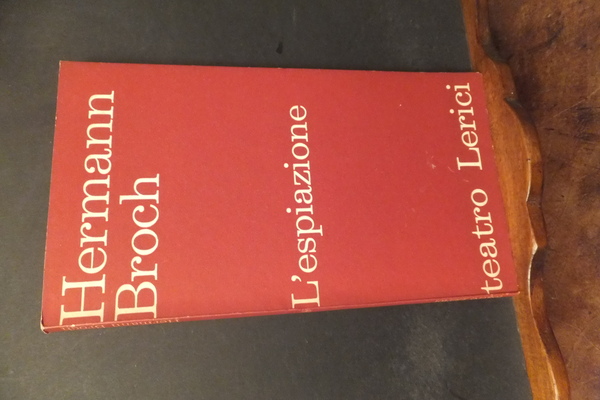 Hermann
Broch
L'espiazione
teatro Lerici